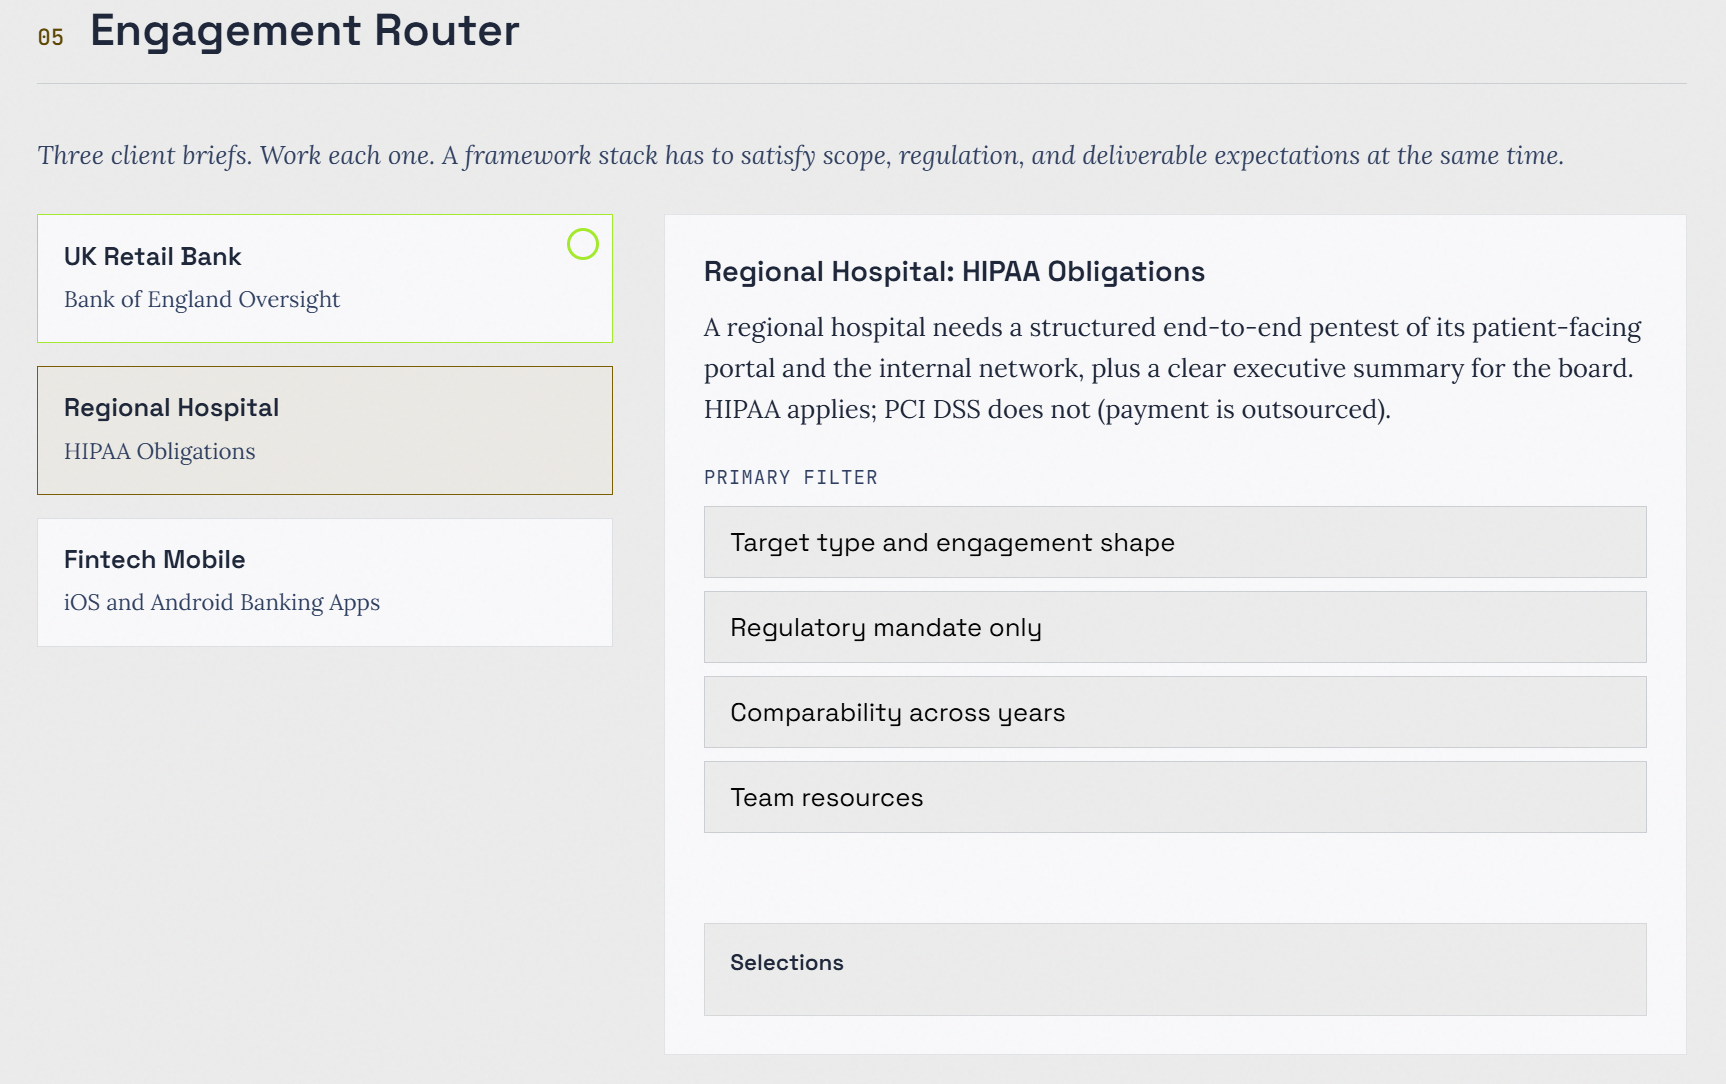 05 Engagement Router
Three client briefs. Work each one. A framework stack has to satisfy scope, regulation, and deliverable expectations at the same time.
UK Retail Bank
Bank of England Oversight
Regional Hospital
HIPAA Obligations
Fintech Mobile
iOS and Android Banking Apps
Regional Hospital: HIPAA Obligations
A regional hospital needs a structured end-to-end pentest of its patient-facing
portal and the internal network, plus a clear executive summary for the board.
HIPAA applies; PCI DSS does not (payment is outsourced).
PRIMARY FILTER
Target type and engagement shape
Regulatory mandate only
Comparability across years
Team resources
Selections